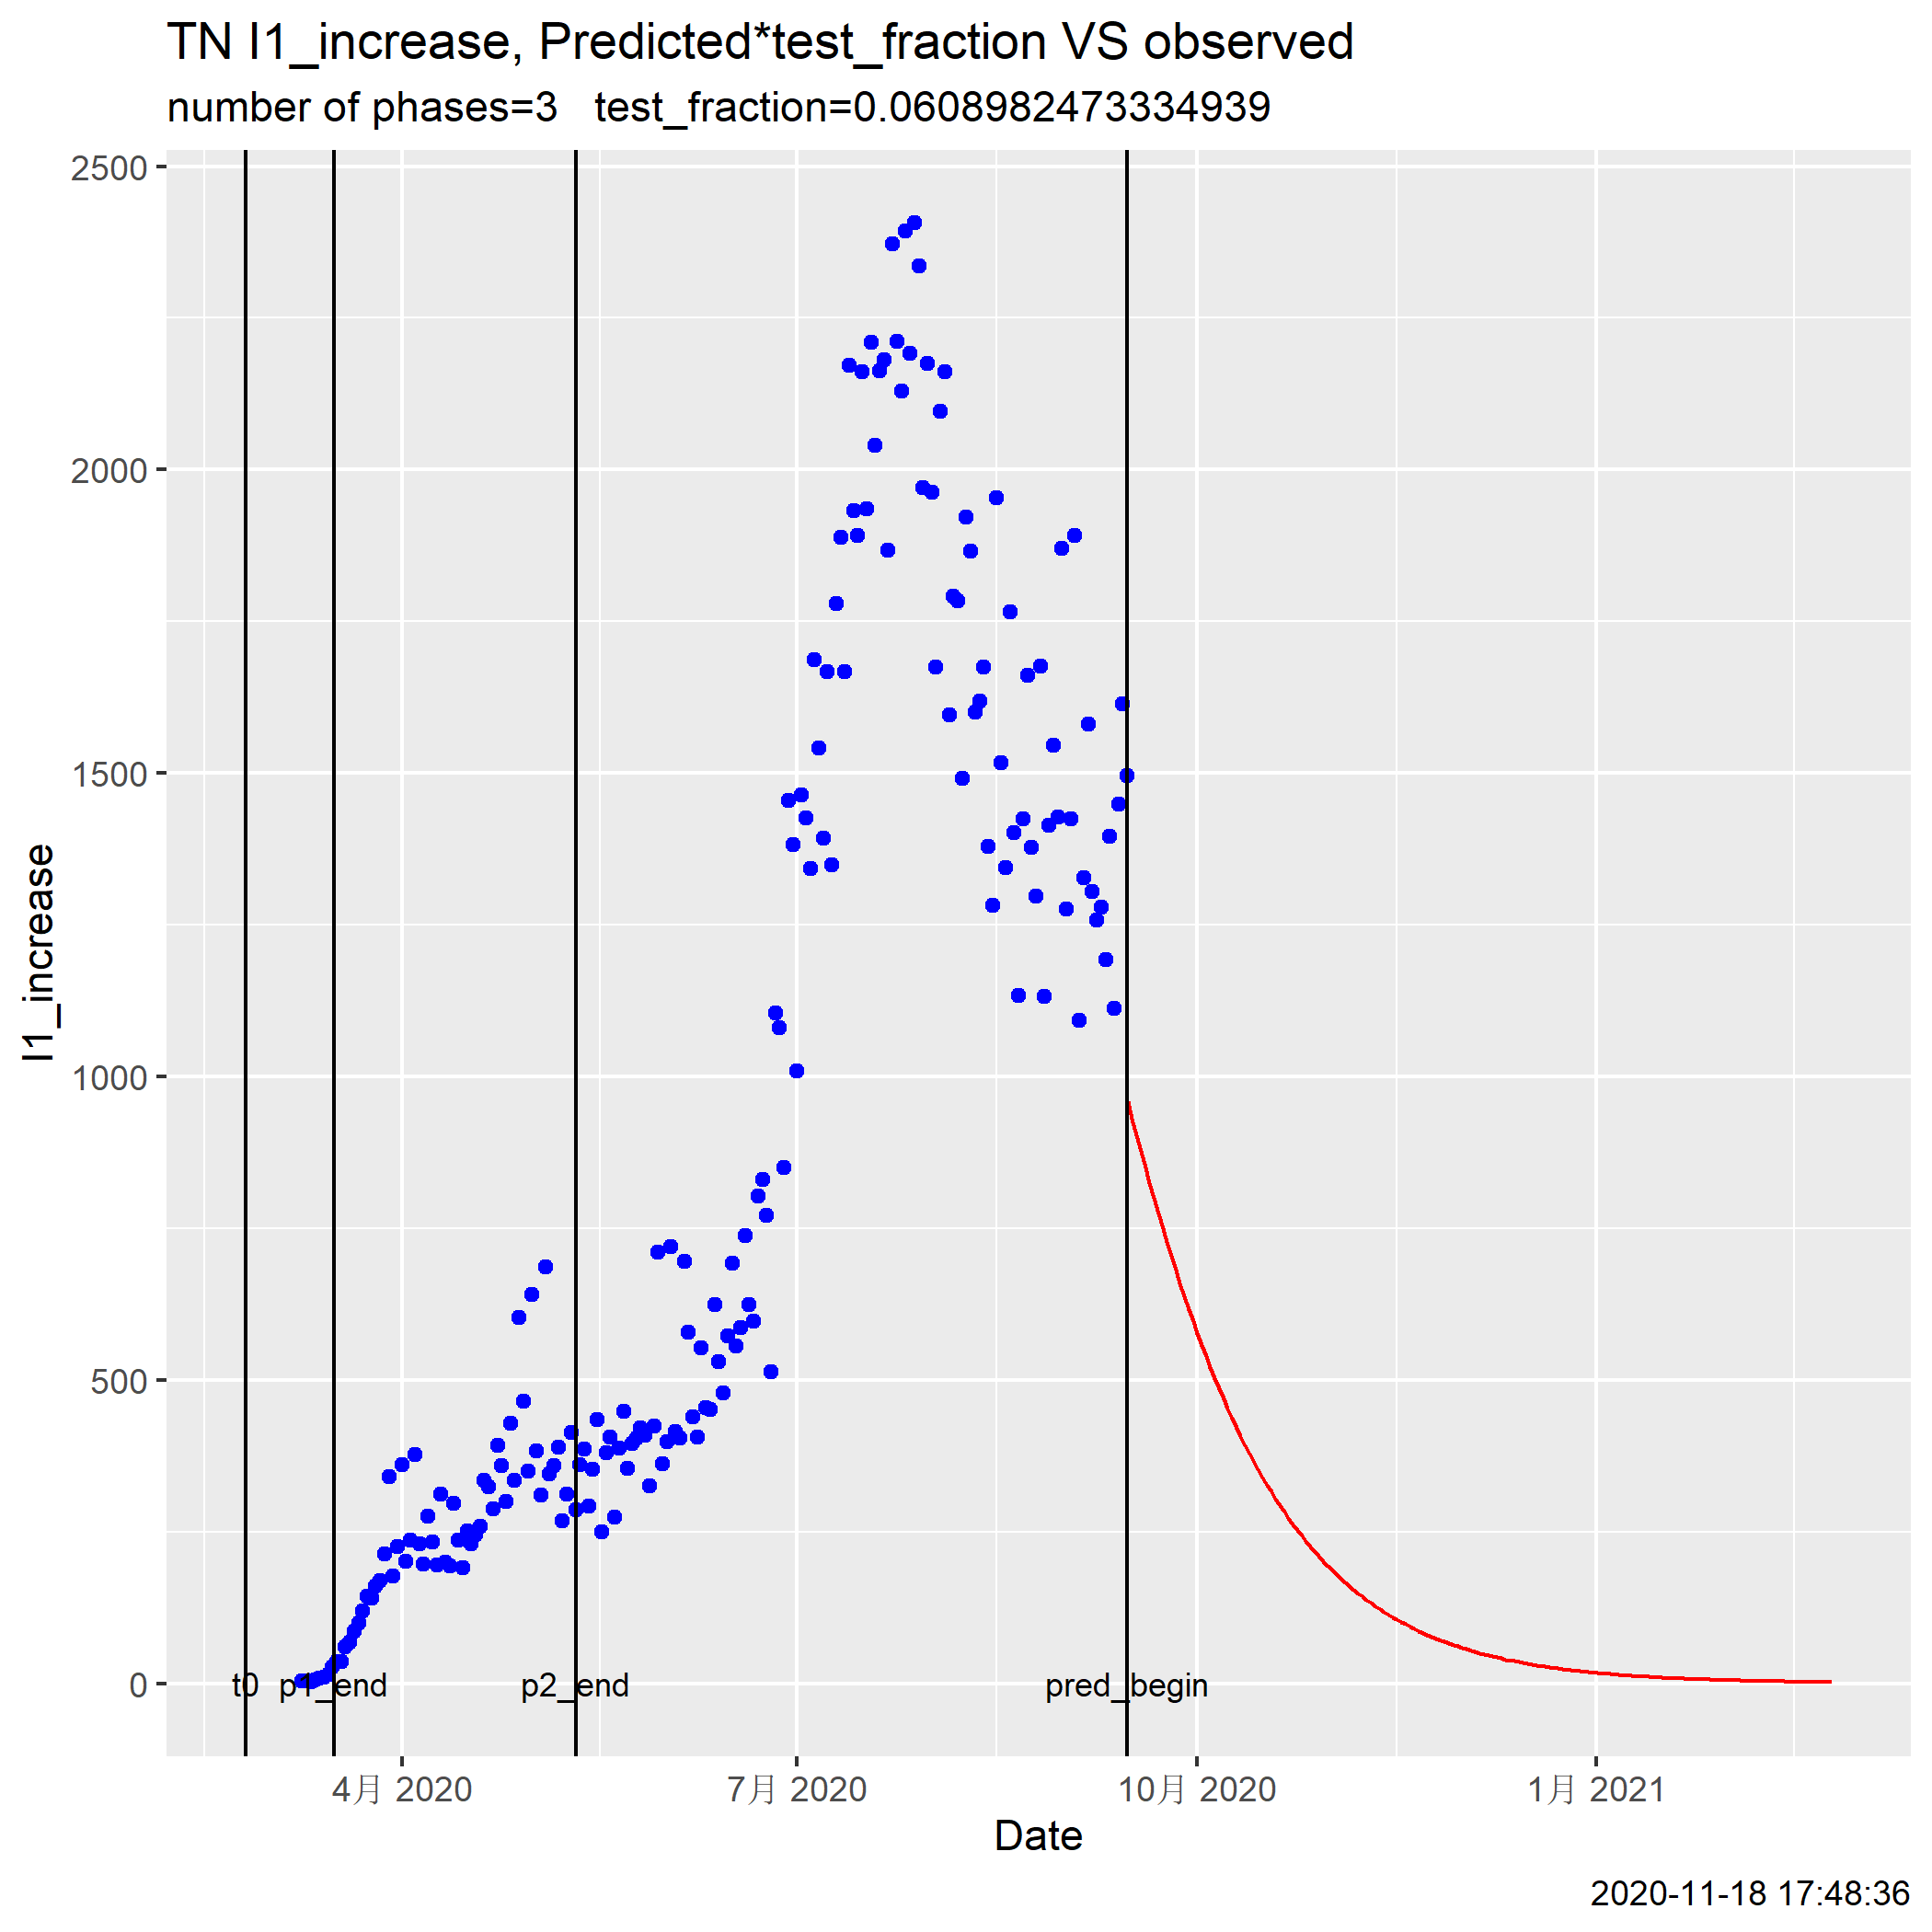 TN I1_increase, Predicted*test_fraction VS observed
number of phases=3   test_fraction=0.0608982473334939
2500
2000
1500
1000
500
0
I1_increase
t0
p1_end
p2_end
pred_begin
4月 2020
7月 2020
10月 2020
1月 2021
Date
2020-11-18 17:48:36